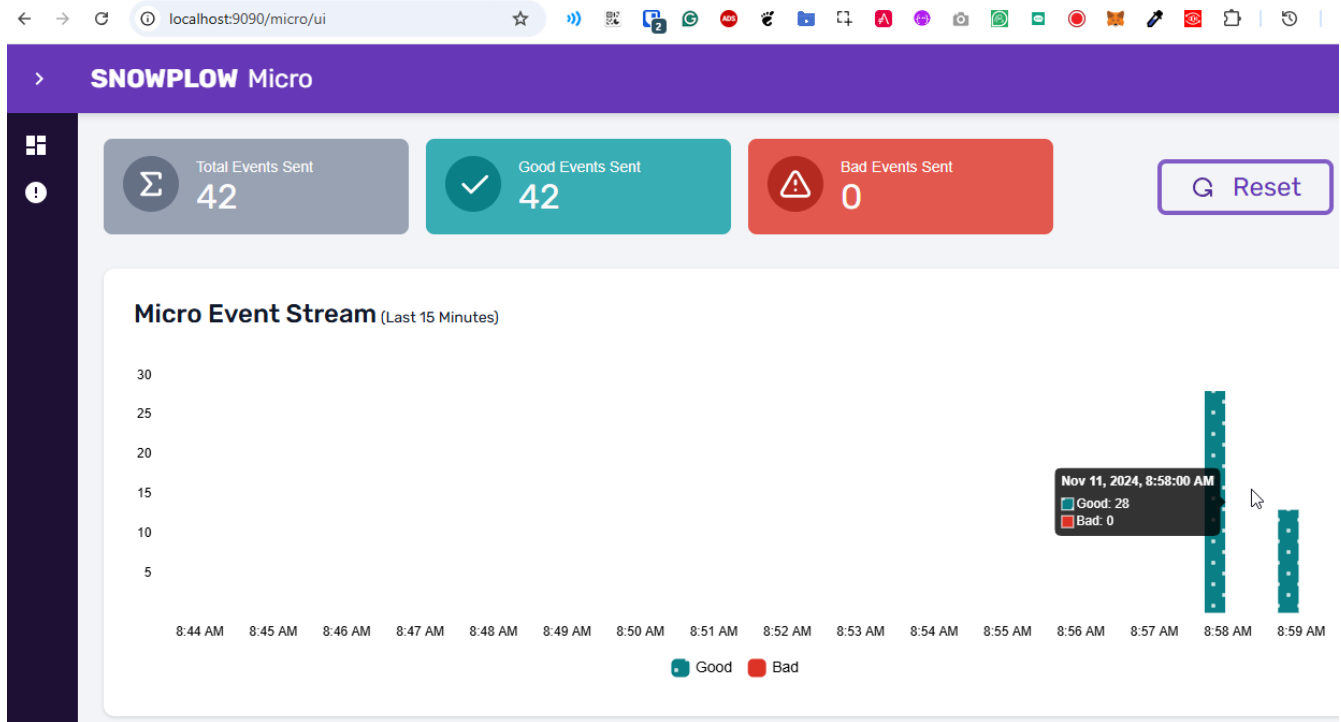 localhost:9090/micro/ui
2
ADS
SNOWPLOW Micro
Total Events Sent
42
Good Events Sent
42
Bad Events Sent
0
Reset
Micro Event Stream (Last 15 Minutes)
30
25
20
15
10
5
Nov 11, 2024, 8:58:00 AM
Good: 28
Bad: 0
8:44 AM 8:45 AM 8:46 AM 8:47 AM 8:48 AM 8:49 AM 8:50 AM 8:51 AM 8:52 AM 8:53 AM 8:54 AM 8:55 AM 8:56 AM 8:57 AM 8:58 AM 8:59 AM
Good Bad